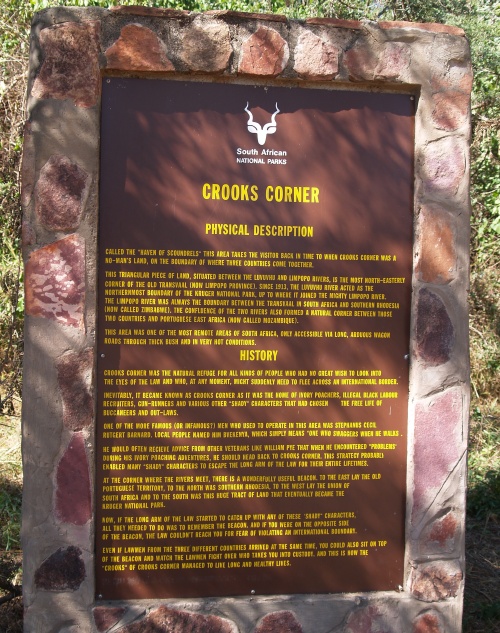 South African
NATIONAL PARKS
CROOKS CORNER
PHYSICAL DESCRIPTION
CALLED THE "HAVEN OF SCOUNDRELS" THIS AREA TAKES THE VISITOR BACK IN TIME TO WHEN CROOKS CORNER WAS A
NO-MAN'S LAND, ON THE BOUNDARY OF WHERE THREE COUNTRIES COME TOGETHER.
THIS TRIANGULAR PIECE OF LAND, SITUATED BETWEEN THE LUVUVHU AND LIMPOPO RIVERS, IS THE MOST NORTH-EASTERLY
CORNER OF THE OLD TRANSVAAL (NOW LIMPOPO PROVINCE). SINCE 1912, THE LUVUVHU RIVER ACTED AS THE
NORTHERNMOST BOUNDARY OF THE KRUGER NATIONAL PARK, UP TO WHERE IT JOINED THE MIGHTY LIMPOPO RIVER.
THE LIMPOPO RIVER WAS ALWAYS THE BOUNDARY BETWEEN THE TRANSVAAL IN SOUTH AFRICA AND SOUTHERN RHODESIA
(NOW CALLED ZIMBABWE), THE CONFLUENCE OF THE TWO RIVERS ALSO FORMED A NATURAL CORNER BETWEEN THOSE
TWO COUNTRIES AND PORTUGUESE EAST AFRICA (NOW CALLED MOZAMBIQUE).
THIS AREA WAS ONE OF THE MOST REMOTE AREAS OF SOUTH AFRICA, ONLY ACCESSIBLE VIA LONG, ARDUOUS WAGON
ROADS THROUGH THICK BUSH AND IN VERY HOT CONDITIONS.
HISTORY
CROOKS CORNER WAS THE NATURAL REFUGE FOR ALL KINDS OF PEOPLE WHO HAD NO GREAT WISH TO LOOK INTO
THE EYES OF THE LAW AND WHO, AT ANY MOMENT, MIGHT SUDDENLY NEED TO FLEE ACROSS AN INTERNATIONAL BORDER.
INEVITABLY, IT BECAME KNOWN AS CROOKS CORNER AS IT WAS THE HOME OF IVORY POACHERS, ILLEGAL BLACK LABOUR
RECRUITERS, GUN-RUNNERS AND VARIOUS OTHER "SHADY" CHARACTERS THAT HAD CHOSEN THE FREE LIFE OF
BUCCANEERS AND OUT-LAWS.
ONE OF THE MORE FAMOUS (OR INFAMOUS?) MEN WHO USED TO OPERATE IN THIS AREA WAS STEPHANUS CECIL
RUTGERT BARNARD. LOCAL PEOPLE NAMED HIM BVEKENYA, WHICH SIMPLY MEANS "ONE WHO SWAGGERS WHEN HE WALKS .
HE WOULD OFTEN RECIEVE ADVICE FROM OTHER VETERANS LIKE WILLIAM PYE THAT WHEN HE ENCOUNTERED "PROBLEMS"
DURING HIS IVORY POACHING ADVENTURES, HE SHOULD HEAD BACK TO CROOKS CORNER. THIS STRATEGY PROBABLY
ENABLED MANY "SHADY" CHARACTERS TO ESCAPE THE LONG ARM OF THE LAW FOR THEIR ENTIRE LIFETIMES.
AT THE CORNER WHERE THE RIVERS MEET, THERE IS A WONDERFULLY USEFUL BEACON. TO THE EAST LAY THE OLD
PORTUGUESE TERRITORY, TO THE NORTH WAS SOUTHERN RHODESIA, TO THE WEST LAY THE UNION OF
SOUTH AFRICA AND TO THE SOUTH WAS THIS HUGE TRACT OF LAND THAT EVENTUALLY BECAME THE
KRUGER NATIONAL PARK.
NOW, IF THE LONG ARM OF THE LAW STARTED TO CATCH UP WITH ANY OF THESE "SHADY" CHARACTERS,
ALL THEY NEEDED TO DO WAS TO REMEMBER THE BEACON, AND IF YOU WERE ON THE OPPOSITE SIDE
OF THE BEACON, THE LAW COULDN'T REACH YOU FOR FEAR OF VIOLATING AN INTERNATIONAL BOUNDARY.
EVEN IF LAWMEN FROM THE THREE DIFFERENT COUNTRIES ARRIVED AT THE SAME TIME, YOU COULD ALSO SIT ON TOP
OF THE BEACON AND WATCH THE LAWMEN FIGHT OVER WHO TAKES YOU INTO CUSTODY, AND THIS IS HOW THE
"CROOKS" OF CROOKS CORNER MANAGED TO LIVE LONG AND HEALTHY LIKES.